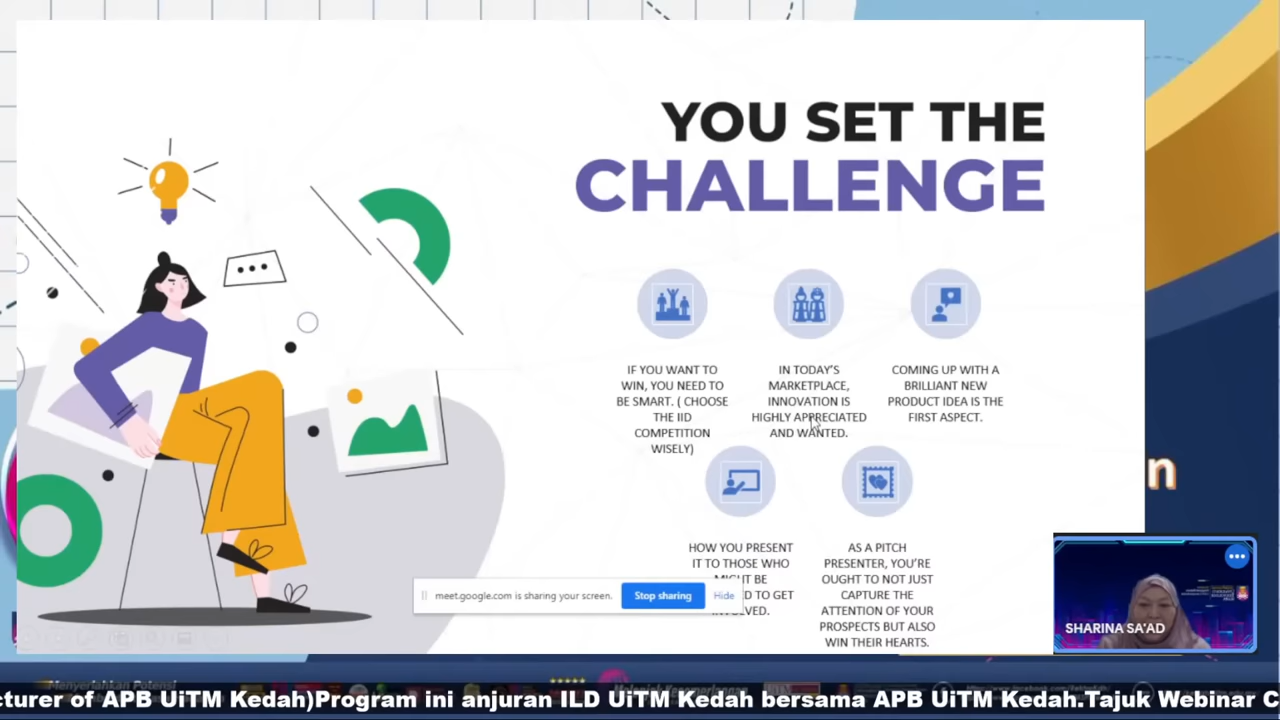 YOU SET THE
CHALLENGE
IF YOU WANT TO
WIN, YOU NEED TO
BE SMART. ( CHOOSE
THE IID
COMPETITION
WISELY)
IN TODAY'S
MARKETPLACE,
INNOVATION IS
HIGHLY APPRECIATED
AND WANTED.
COMING UP WITH A
BRILLIANT NEW
PRODUCT IDEA IS THE
FIRST ASPECT.
HOW YOU PRESENT
IT TO THOSE WHO
BE
TO GET
AS A PITCH
PRESENTER, YOU'RE
OUGHT TO NOT JUST
CAPTURE THE
ATTENTION OF YOUR
PROSPECTS BUT ALSO
WIN THEIR HEARTS.
meet.google.com is sharing your screen.
Stop sharing
Hide
n
SHARINA SA'AD
Menyerlahkan Potensi
cturer of APB UiTM Kedah)Program ini anjuran ILD UiTM Kedah bersama APB UiTM Kedah.Tajuk Webinar C